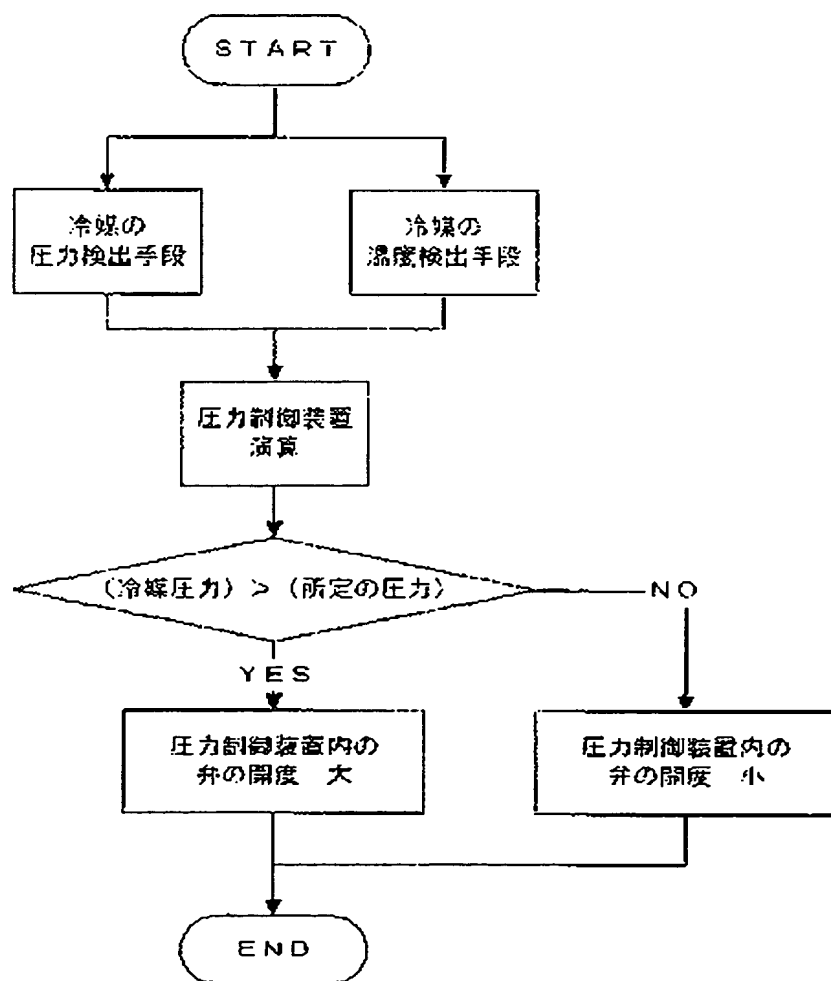 START
冷媒の
圧力検出手段
冷媒の
温度検出手段
圧力制御装置
演算
(冷媒圧力) > (所定の圧力)
NO
YES
圧力制御装置内の
弁の開度 大
圧力制御装置内の
弁の開度 小
END